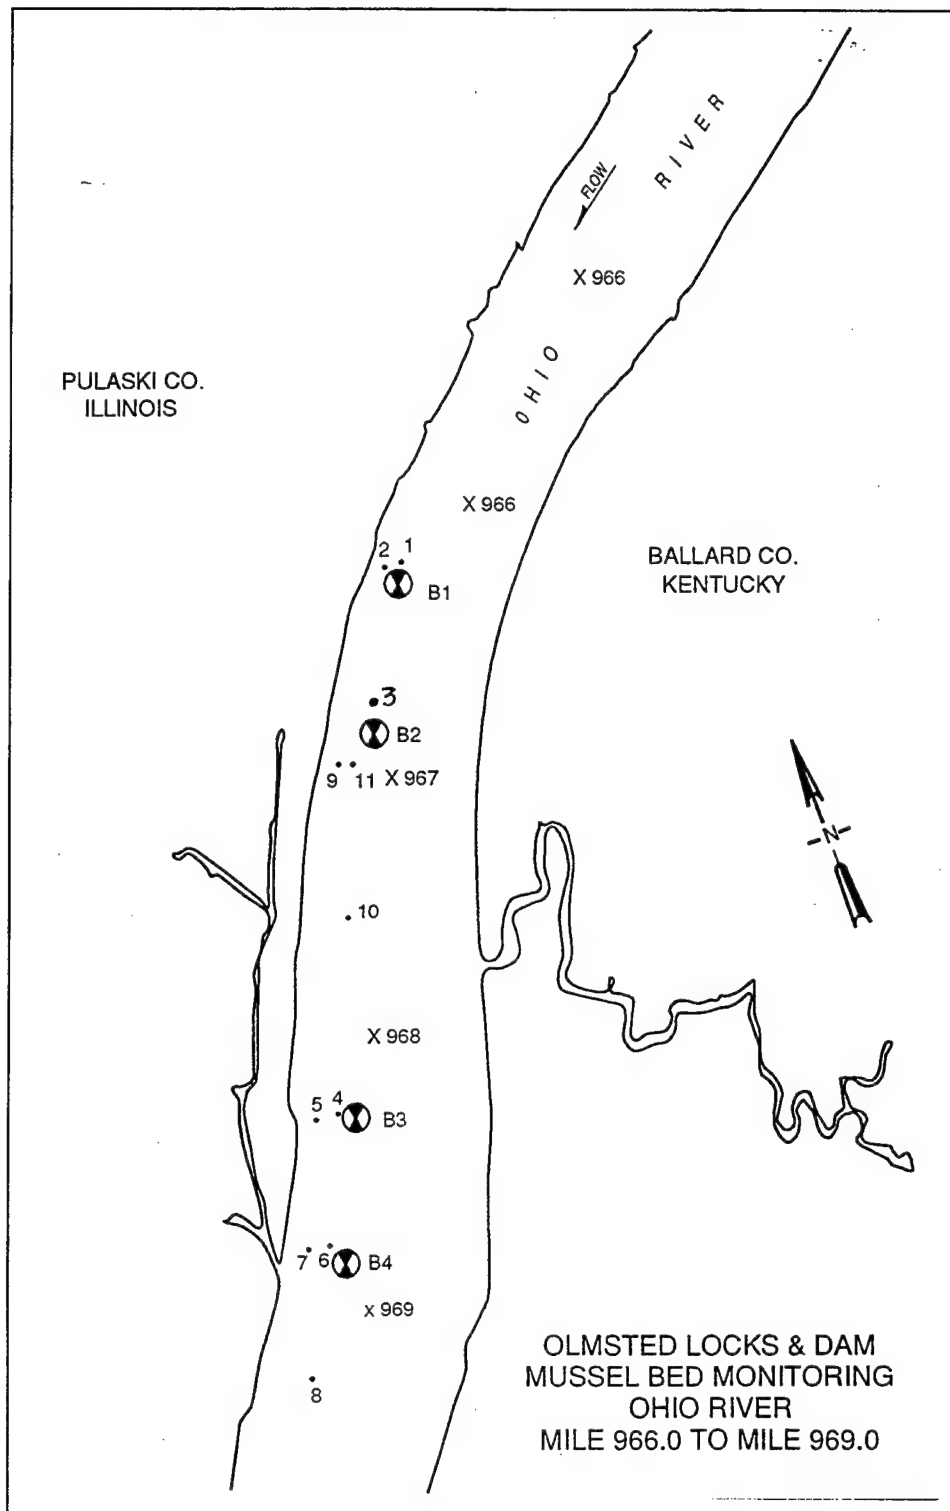 RIVER
FLOW
X 966
OHIO
PULASKI CO.
ILLINOIS
X 966
BALLARD CO.
KENTUCKY
2 1
B1
3
B2
9 11 X 967
N
10
X 968
5 4 B3
7 6 B4
x 969
8
OLMSTED LOCKS & DAM
MUSSEL BED MONITORING
OHIO RIVER
MILE 966.0 TO MILE 969.0